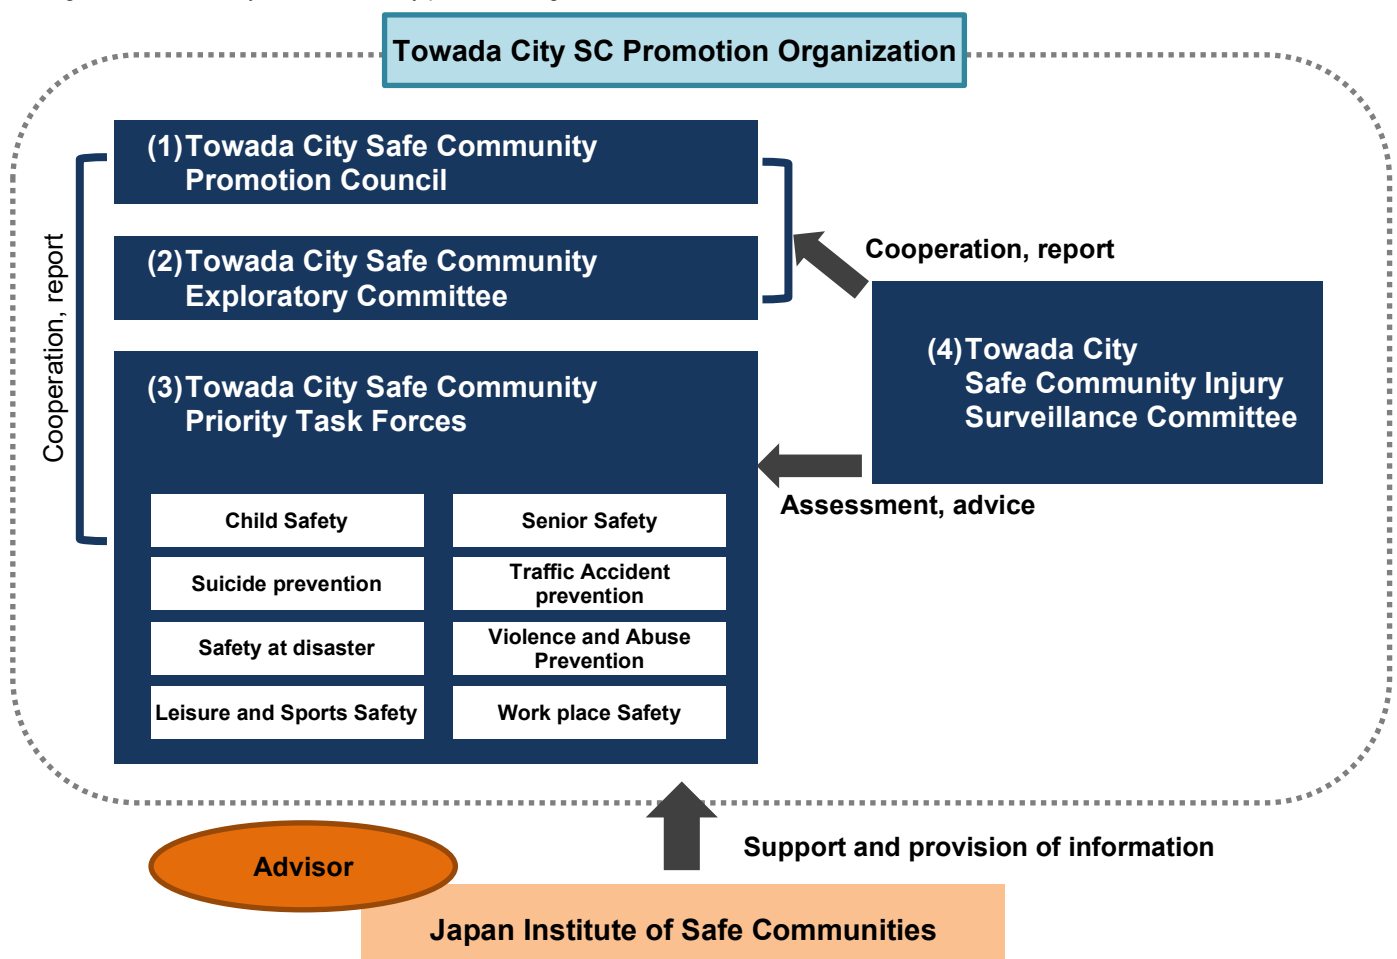 Towada City SC Promotion Organization
(1)Towada City Safe Community
Promotion Council
Cooperation, report
(2)Towada City Safe Community
Exploratory Committee
Cooperation, report
(3)Towada City Safe Community
Priority Task Forces
(4)Towada City
Safe Community Injury
Surveillance Committee
Assessment, advice
Child Safety
Senior Safety
Suicide prevention
Traffic Accident
prevention
Safety at disaster
Violence and Abuse
Prevention
Leisure and Sports Safety
Work place Safety
Support and provision of information
Advisor
Japan Institute of Safe Communities